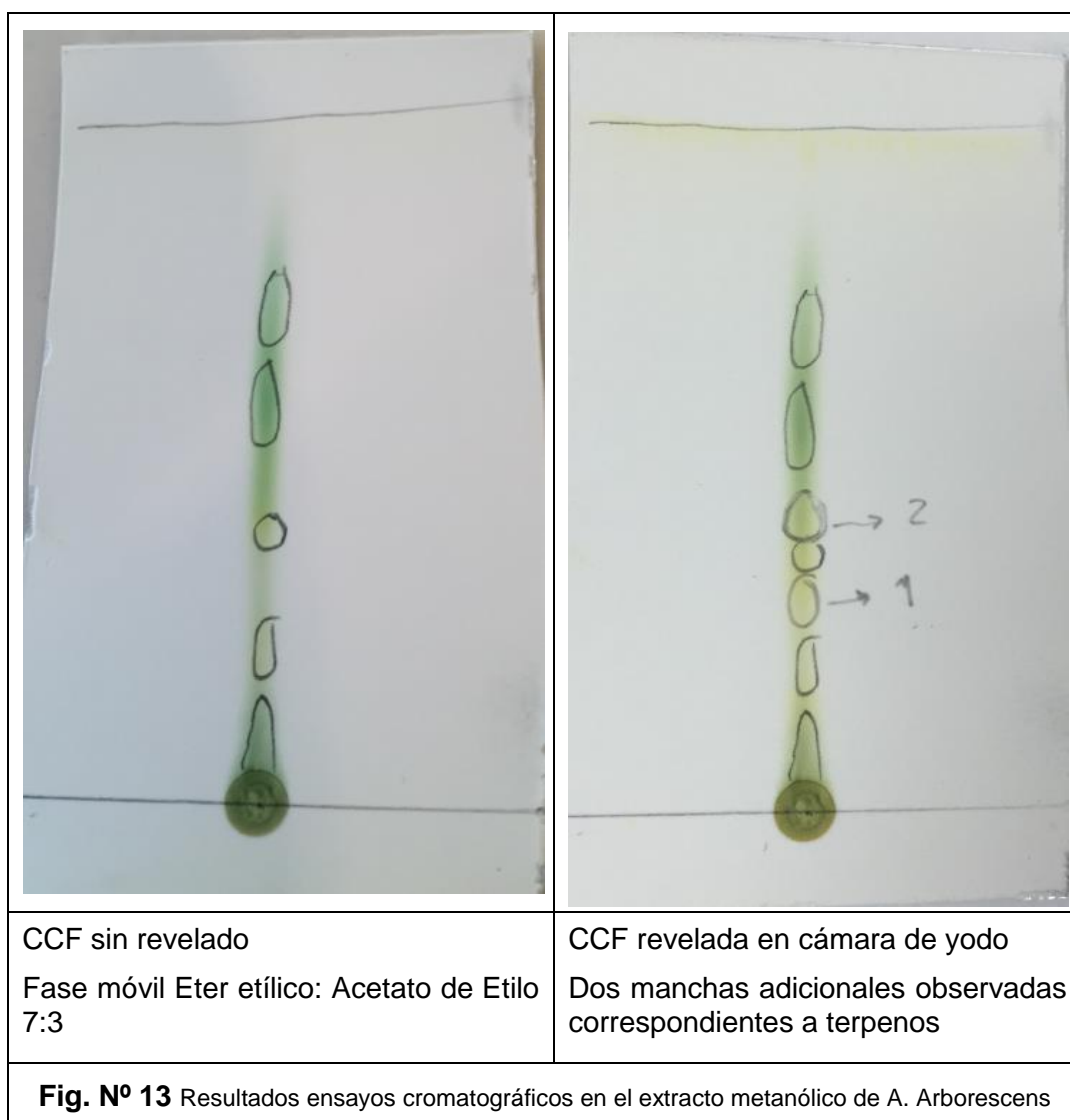 2
1
CCF sin revelado
Fase móvil Eter etílico: Acetato de Etilo
7:3
CCF revelada en cámara de yodo
Dos manchas adicionales observadas
correspondientes a terpenos
Fig. Nº 13 Resultados ensayos cromatográficos en el extracto metanólico de A. Arborescens